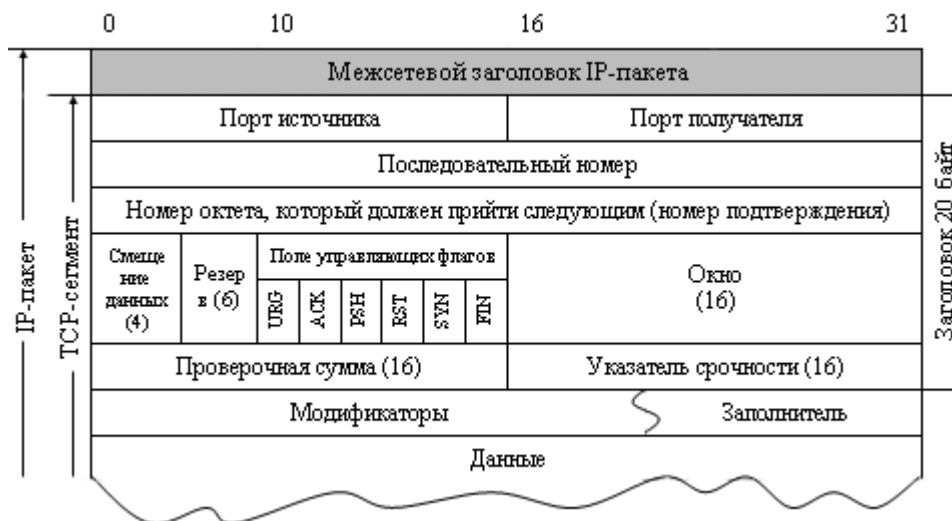 0 10 16 31
Межсетевой заголовок IP-пакета
Порт источника Порт получателя
Последовательный номер
Номер октета, который должен прийти следующим (номер подтверждения)
Смеще
ние
данных
(4)
Резер
в (6)
Поле управляющих флагов
URG
ACK
PSH
RST
SYN
FIN
Окно
(16)
Проверочная сумма (16) Указатель срочности (16)
Модификаторы Заполнитель
Данные
IP-пакет
TCP-сегмент
Заголовок 20 байт